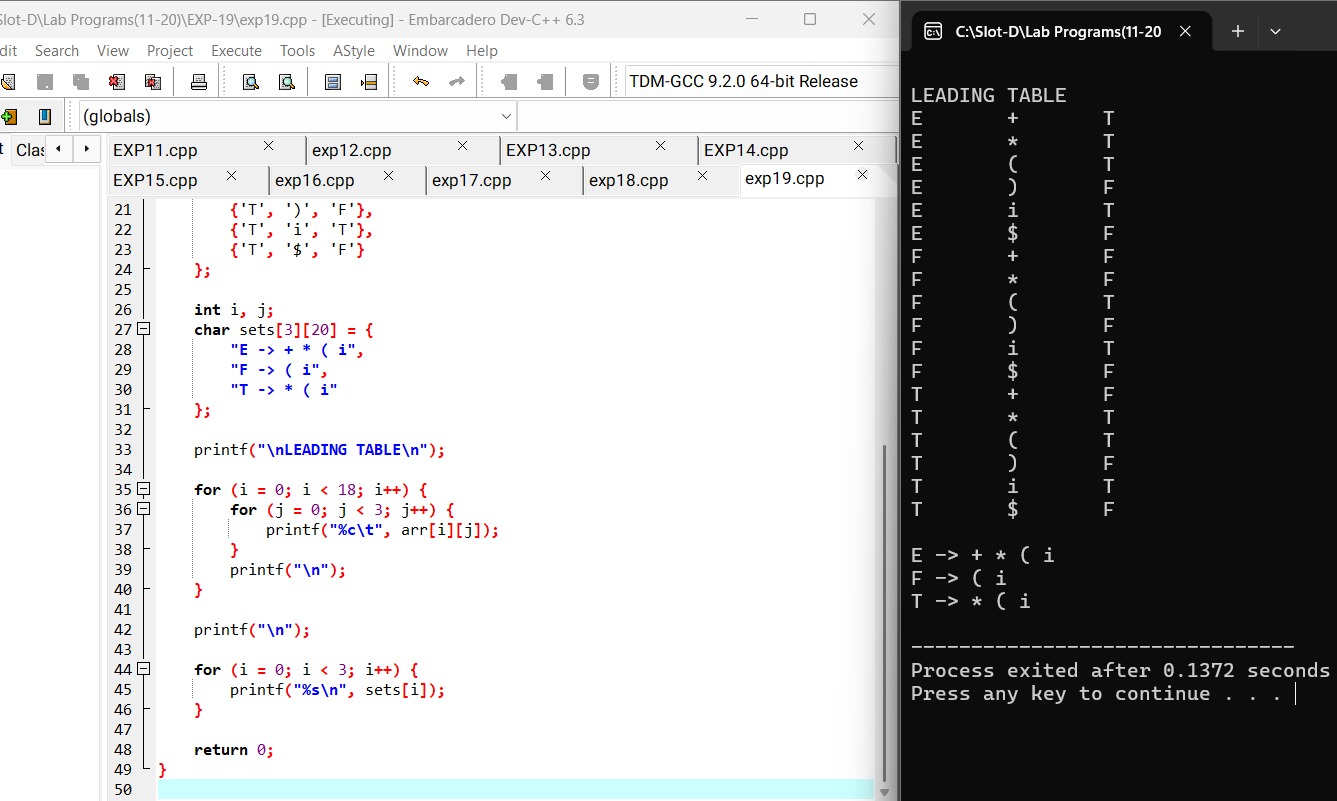 Slot-D\Lab Programs(11-20)\EXP-19\exp19.cpp - [Executing] - Embarcadero Dev-C++ 6.3
dit Search View Project Execute Tools AStyle Window Help
TDM-GCC 9.2.0 64-bit Release
(globals)
t Clas
EXP11.cpp exp12.cpp EXP13.cpp EXP14.cpp
EXP15.cpp exp16.cpp exp17.cpp exp18.cpp exp19.cpp
21 {'T', ')', 'F'},
22 {'T', 'i', 'T'},
23 {'T', '$', 'F'}
24 };
25
26 int i, j;
27 char sets[3][20] = {
28 "E -> + * ( i",
29 "F -> ( i",
30 "T -> * ( i"
31 };
32
33 printf("\nLEADING TABLE\n");
34
35 for (i = 0; i < 18; i++) {
36 for (j = 0; j < 3; j++) {
37 printf("%c\t", arr[i][j]);
38 }
39 printf("\n");
40 }
41
42 printf("\n");
43
44 for (i = 0; i < 3; i++) {
45 printf("%s\n", sets[i]);
46 }
47
48 return 0;
49 }
50
C:\Slot-D\Lab Programs(11-20
LEADING TABLE
E + T
E * T
E ( T
E ) F
E i T
E $ F
F + F
F * F
F ( T
F ) F
F i T
F $ F
T + F
T * T
T ( T
T ) F
T i T
T $ F
E -> + * ( i
F -> ( i
T -> * ( i
--------------------------------
Process exited after 0.1372 seconds
Press any key to continue . . .